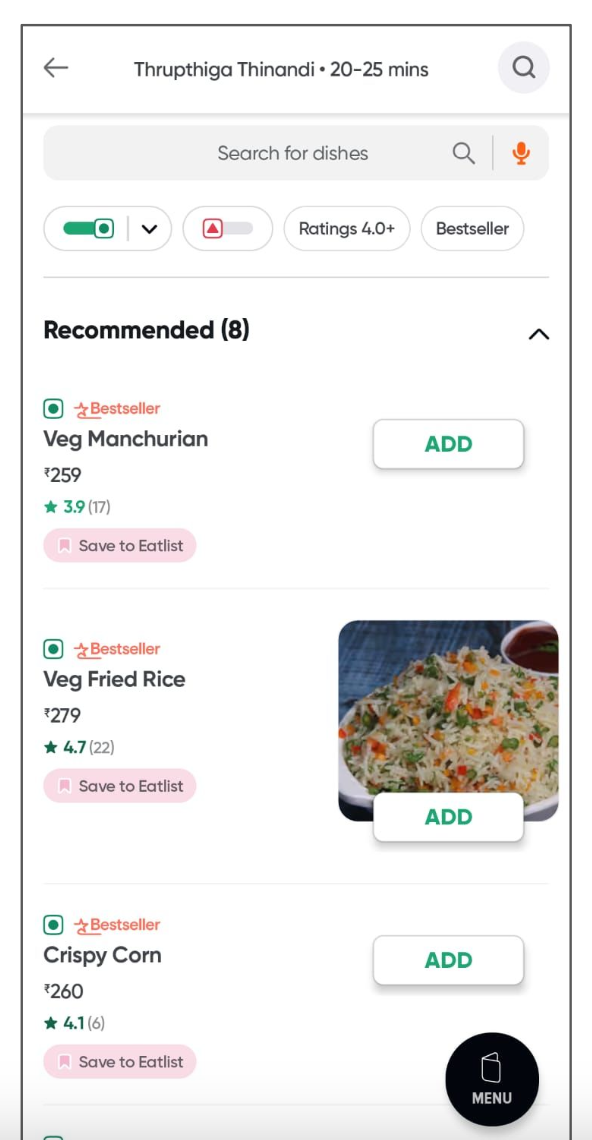 Thrupthiga Thinandi • 20-25 mins
Search for dishes
Ratings 4.0+
Bestseller
Recommended (8)
Bestseller
Veg Manchurian
ADD
₹259
3.9 (17)
Save to Eatlist
Bestseller
Veg Fried Rice
₹279
4.7 (22)
Save to Eatlist
ADD
Bestseller
Crispy Corn
ADD
₹260
4.1 (6)
Save to Eatlist
MENU